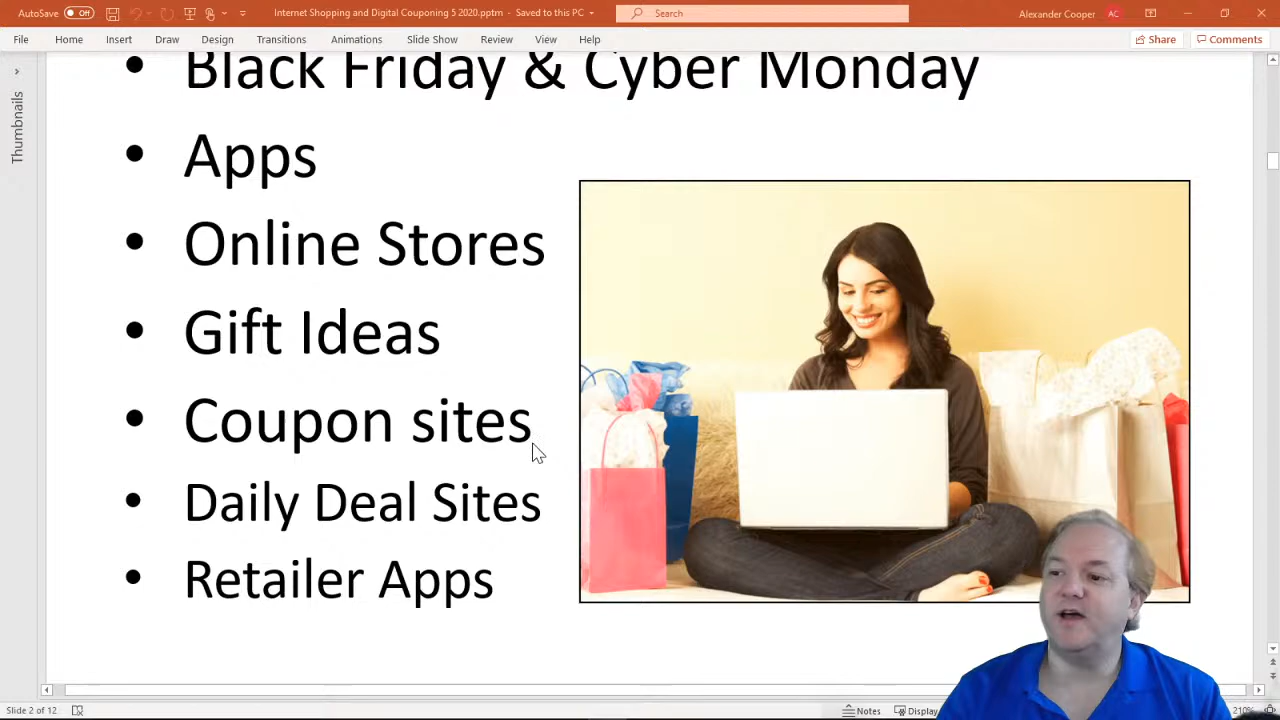 AutoSave Off Internet Shopping and Digital Couponing 5 2020.pptm - Saved to this PC Search Alexander Cooper AC
File Home Insert Draw Design Transitions Animations Slide Show Review View Help Share Comments
Thumbnails
• Black Friday & Cyber Monday
• Apps
• Online Stores
• Gift Ideas
• Coupon sites
• Daily Deal Sites
• Retailer Apps
Slide 2 of 12 Notes Display 210%